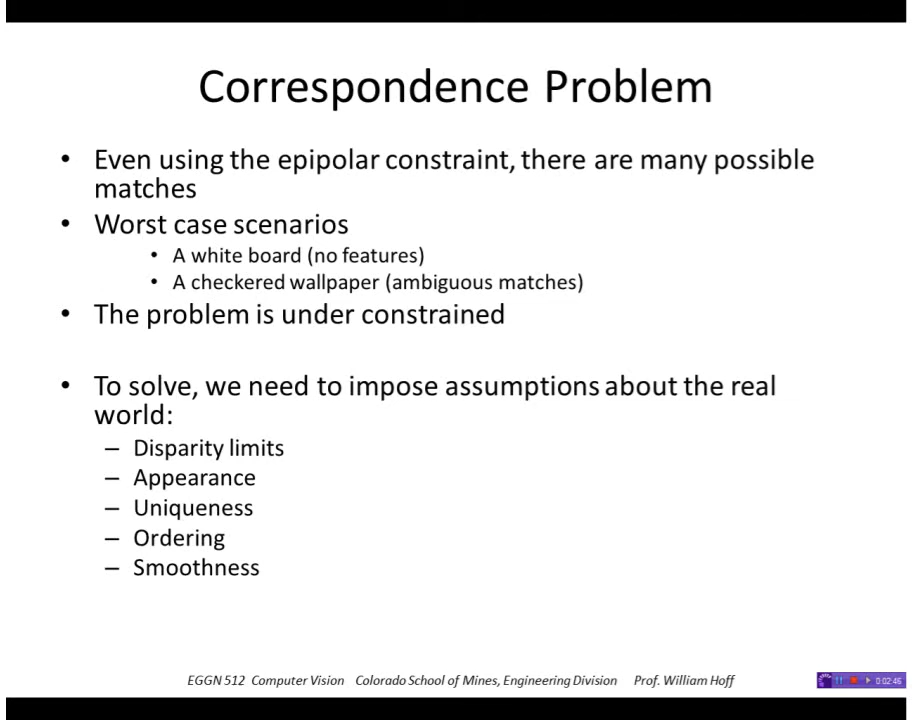 Correspondence Problem
• Even using the epipolar constraint, there are many possible
matches
• Worst case scenarios
• A white board (no features)
• A checkered wallpaper (ambiguous matches)
• The problem is under constrained
• To solve, we need to impose assumptions about the real
world:
– Disparity limits
– Appearance
– Uniqueness
– Ordering
– Smoothness
EGGN 512 Computer Vision Colorado School of Mines, Engineering Division Prof. William Hoff
0:02:46